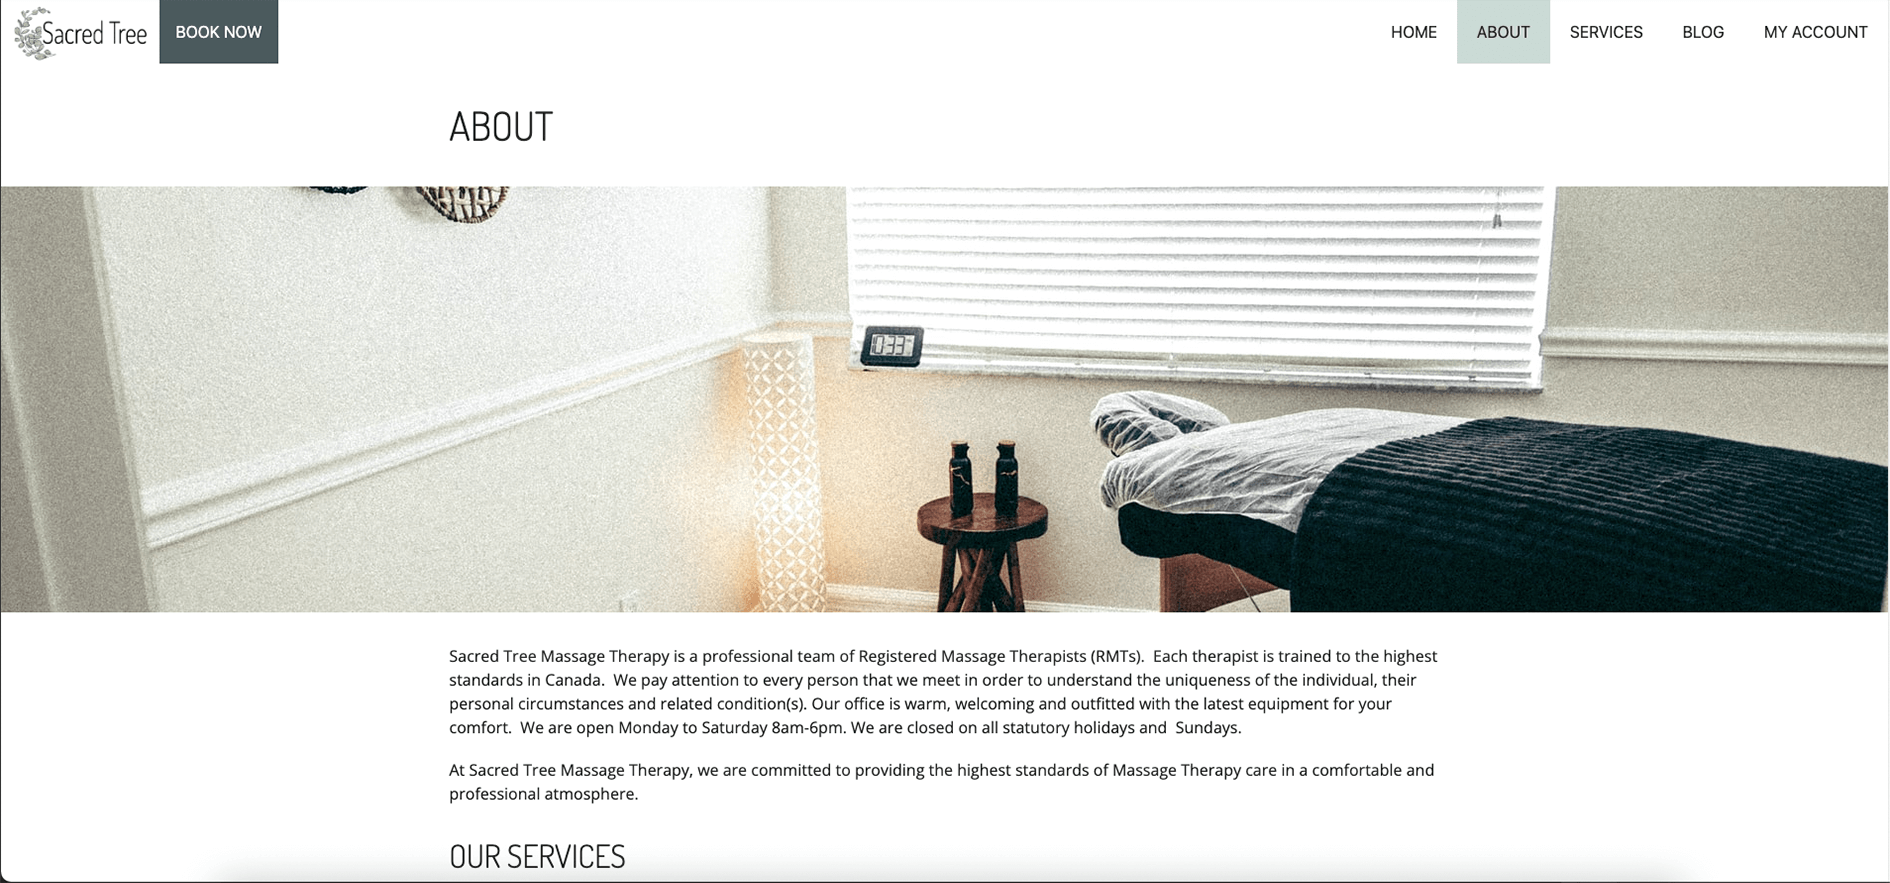 Sacred Tree
BOOK NOW
HOME
ABOUT
SERVICES
BLOG
MY ACCOUNT
ABOUT
Sacred Tree Massage Therapy is a professional team of Registered Massage Therapists (RMTs).  Each therapist is trained to the highest
standards in Canada.  We pay attention to every person that we meet in order to understand the uniqueness of the individual, their
personal circumstances and related condition(s). Our office is warm, welcoming and outfitted with the latest equipment for your
comfort.  We are open Monday to Saturday 8am-6pm. We are closed on all statutory holidays and  Sundays.
At Sacred Tree Massage Therapy, we are committed to providing the highest standards of Massage Therapy care in a comfortable and
professional atmosphere.
OUR SERVICES